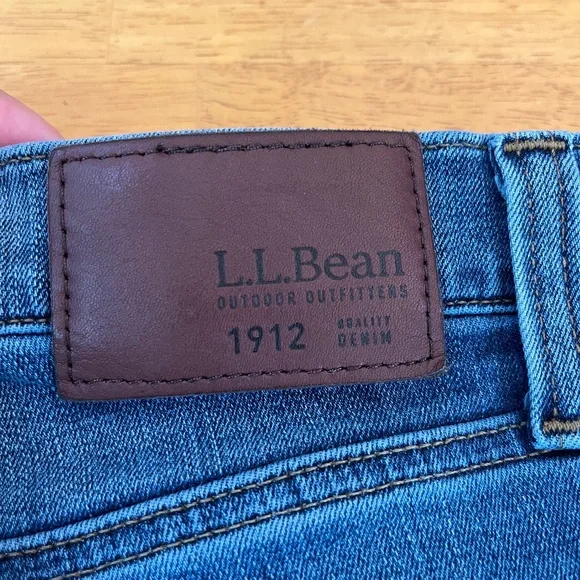 L.L.Bean
OUTDOOR OUTFITTERS
1912 QUALITY DENIM